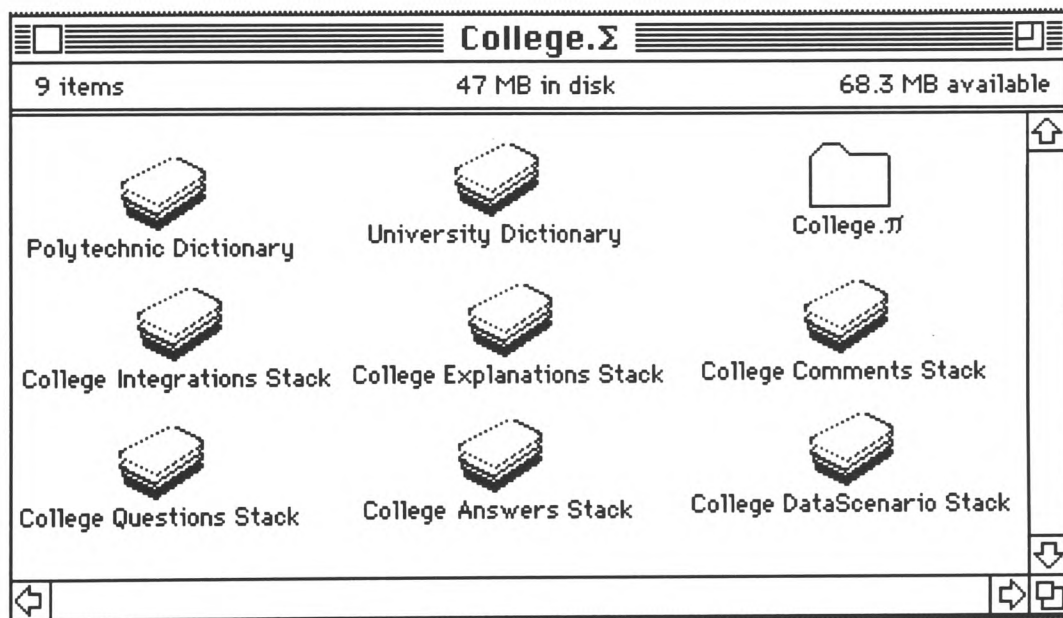 College.Σ
9 items 47 MB in disk 68.3 MB available
Polytechnic Dictionary University Dictionary College.π
College Integrations Stack College Explanations Stack College Comments Stack
College Questions Stack College Answers Stack College DataScenario Stack